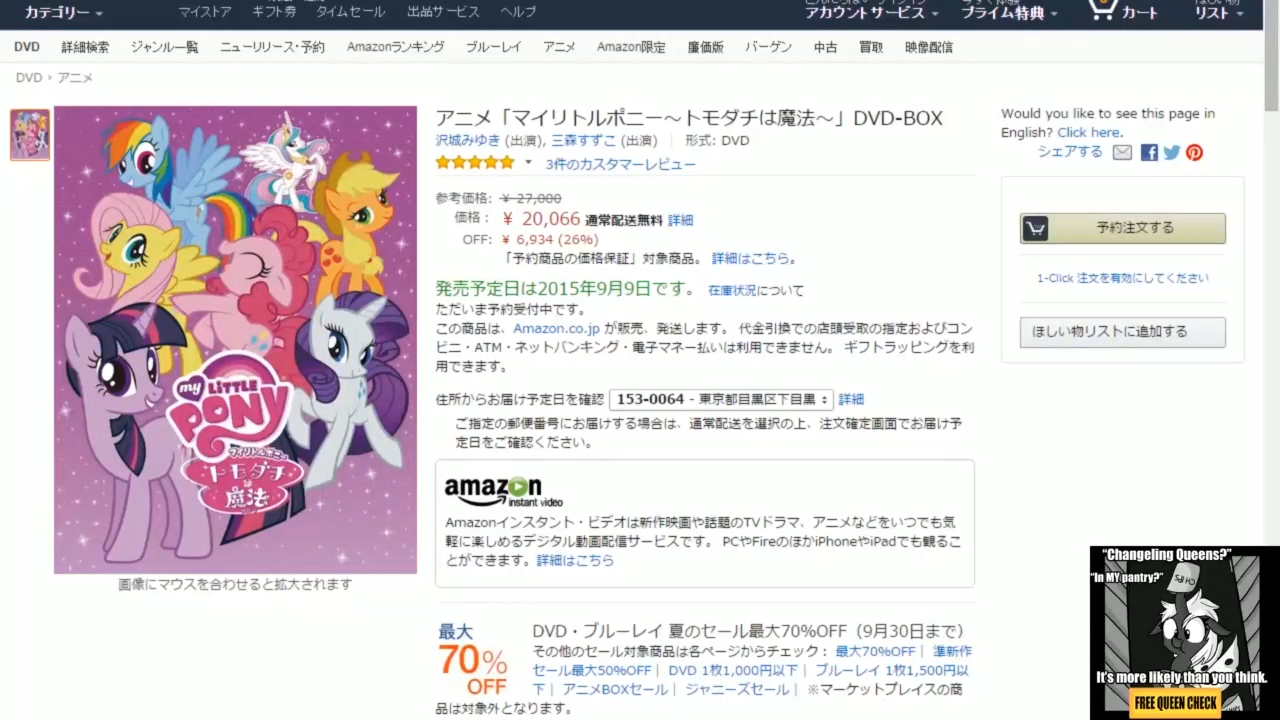 カテゴリー
マイストア ギフト券 タイムセール 出品サービス ヘルプ
アカウントサービス
プライム特典
カート
リスト
DVD 詳細検索 ジャンル一覧 ニューリリース・予約 Amazonランキング ブルーレイ アニメ Amazon限定 廉価版 バーゲン 中古 買取 映像配信
DVD › アニメ
アニメ「マイリトルポニー～トモダチは魔法～」DVD-BOX
沢城みゆき (出演), 三森すずこ (出演) 形式: DVD
3件のカスタマーレビュー
参考価格: ￥ 27,000
価格: ￥ 20,066 通常配送無料 詳細
OFF: ￥ 6,934 (26%)
「予約商品の価格保証」対象商品。 詳細はこちら。
発売予定日は2015年9月9日です。 在庫状況について
ただいま予約受付中です。
この商品は、Amazon.co.jp が販売、発送します。 代金引換での店頭受取の指定およびコン
ビニ・ATM・ネットバンキング・電子マネー払いは利用できません。 ギフトラッピングを利
用できます。
住所からお届け予定日を確認 153-0064 - 東京都目黒区下目黒 詳細
ご指定の郵便番号にお届けする場合は、通常配送を選択の上、注文確定画面でお届け予
定日をご確認ください。
amazon
instant video
Amazonインスタント・ビデオは新作映画や話題のTVドラマ、アニメなどをいつでも気
軽に楽しめるデジタル動画配信サービスです。 PCやFireのほかiPhoneやiPadでも観るこ
とができます。詳細はこちら
最大
70%
OFF
DVD・ブルーレイ 夏のセール最大70%OFF（9月30日まで）
その他のセール対象商品は各ページからチェック： 最大70%OFF｜ 準新作
セール最大50%OFF｜ DVD 1枚1,000円以下｜ ブルーレイ 1枚1,500円以
下｜ アニメBOXセール｜ ジャニーズセール｜ ※マーケットプレイスの商
品は対象外となります。
my LITTLE
PONY
マイリトルポニー
トモダチ
は
魔法
画像にマウスを合わせると拡大されます
Would you like to see this page in
English? Click here.
シェアする
予約注文する
1-Click 注文を有効にしてください
ほしい物リストに追加する
"Changeling Queens?"
"In MY pantry?"
It's more likely than you think.
FREE QUEEN CHECK